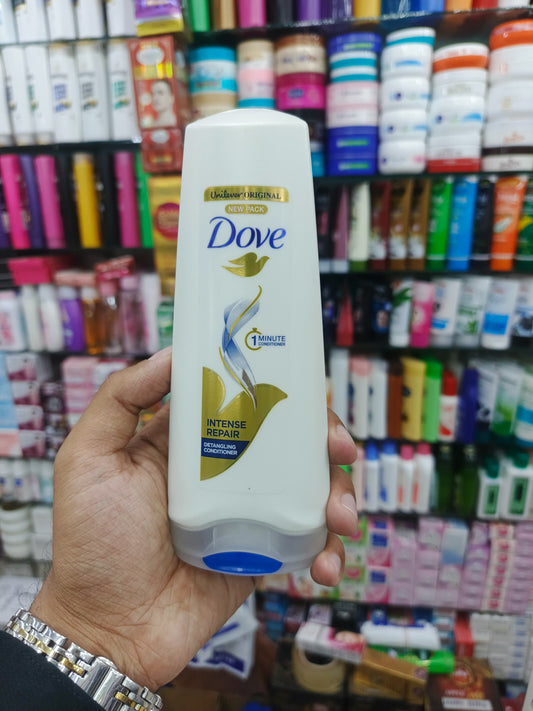 Unilever ORIGINAL
NEW PACK
Dove
1 MINUTE
CONDITIONER
INTENSE
REPAIR
DETANGLING
CONDITIONER